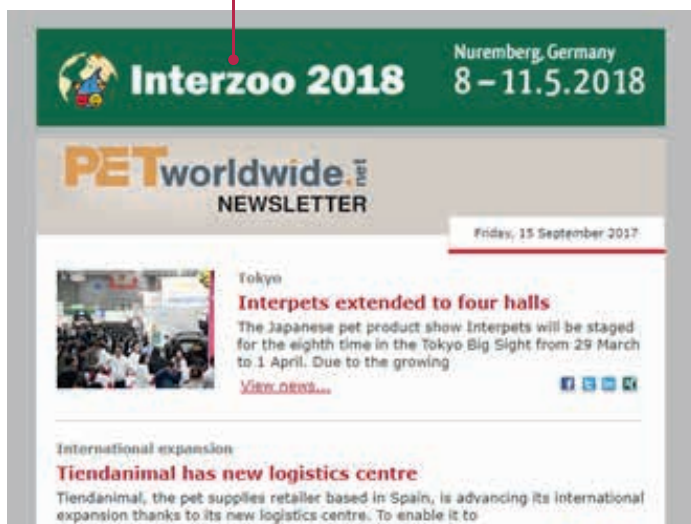 Interzoo 2018
Nuremberg, Germany
8 – 11.5.2018
PETworldwide.net
NEWSLETTER
Friday, 15 September 2017
Tokyo
Interpets extended to four halls
The Japanese pet product show Interpets will be staged
for the eighth time in the Tokyo Big Sight from 29 March
to 1 April. Due to the growing
View news...
International expansion
Tiendanimal has new logistics centre
Tiendanimal, the pet supplies retailer based in Spain, is advancing its international
expansion thanks to its new logistics centre. To enable it to